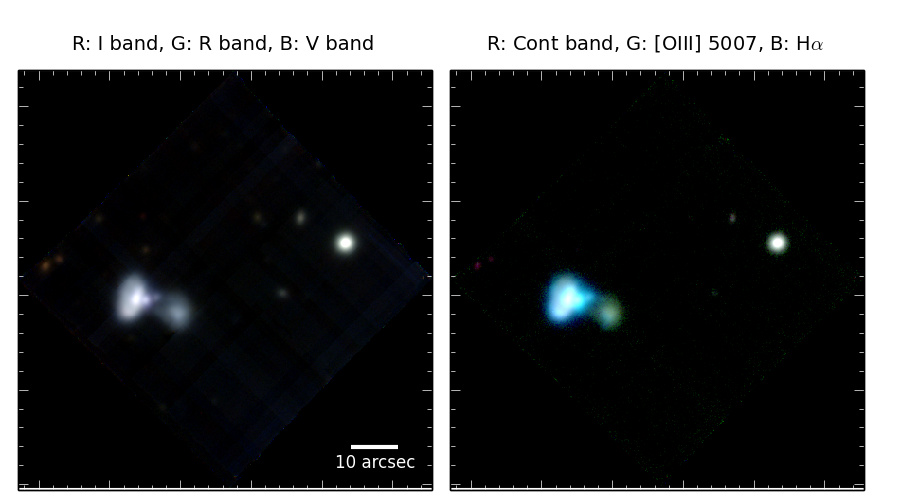 R: I band, G: R band, B: V band
R: Cont band, G: [OIII] 5007, B: Hα
10 arcsec